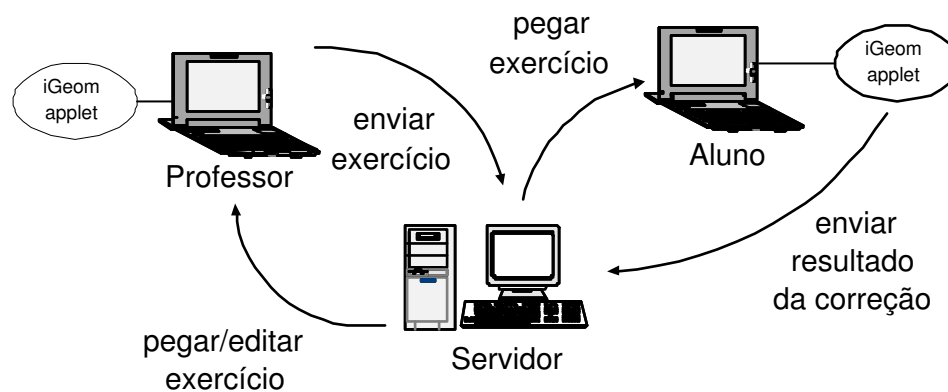 iGeom
applet
Professor
enviar
exercício
pegar
exercício
Aluno
iGeom
applet
enviar
resultado
da correção
Servidor
pegar/editar
exercício